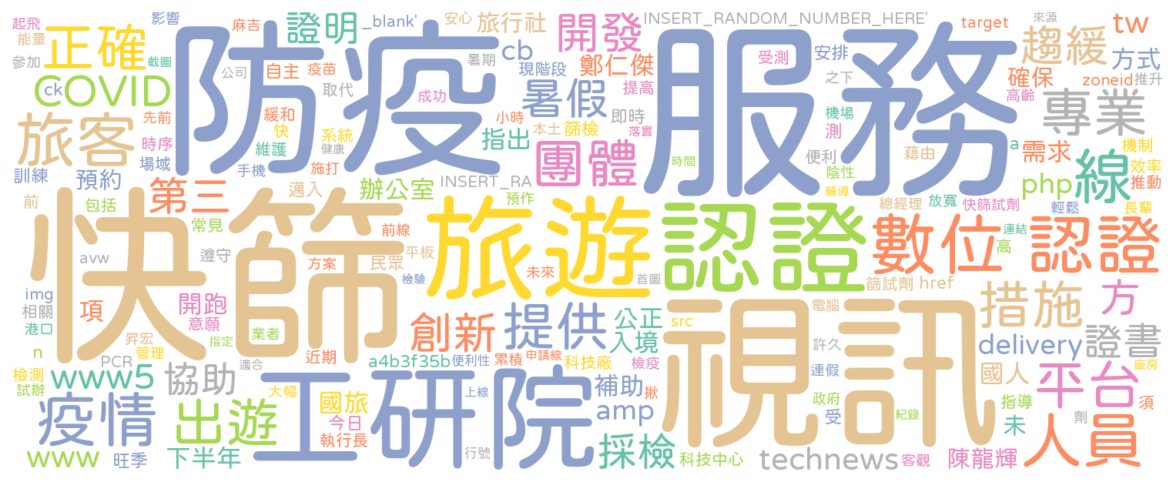 起飛 影響 麻吉 證明 _blank' 安心 旅行社 開發 INSERT_RANDOM_NUMBER_HERE' target 來源 tw
能量 正確 防疫 服務 趨緩
參加 截圖 公司 自主 疫苗 暑期 cb 現階段 鄭仁傑 受測 安排 之下 確保 zoneid 推升 方式
ck COVID 取代 成功 暑假 提高 高齡 專業
旅客 先前 緩和 小時 即時 機場
時序 快 系統 指出 本土 篩檢 落實 測 a 需求 機制
場域 維護 健康 團體 時間 便利 陰性 藉由 線 效率
訓練 預約 第三 手機 施打 辦公室 INSERT_RA 輔導 php 推動
前 包括 邁入 預作 總經理 放寬 快篩試劑 輕鬆 長輩
快篩 旅遊 認證 數位 認證 連結 高
常見 前線
avw 遵守 民眾 平板 未來 首圖 檢驗 方案
img 開跑 篩試劑 href 措施 方
相關 項 意願 創新 提供 公正 src 電腦
港口 昇宏 業者 入境 視訊 delivery 證書
n PCR 管理 指定 近期 a4b3f35b 便利性 累積 申請線 科技廠 檢疫 許久
檢測 www5 協助 適合 工研院 連假 國人 平台 廠房
試辦 大幅 上線 補助 揪 政府 指導 須
疫情 出遊 國旅 amp 受 紀錄 未 劑 人員
今日
www 旺季 下半年 執行長 行號 採檢 科技中心 technews 客觀 陳龍輝